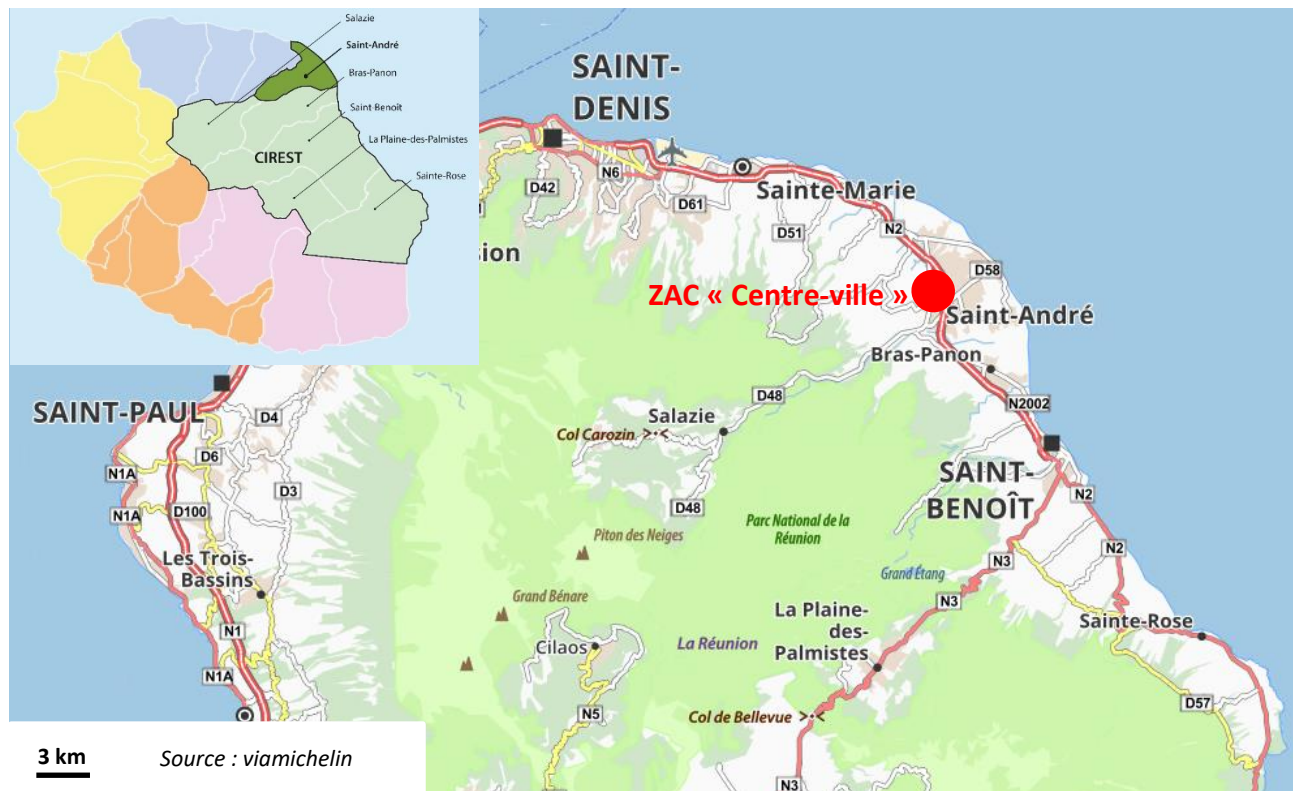 Salazie
Saint-André
Bras-Panon
Saint-Benoît
La Plaine-des-Palmistes
CIREST
Sainte-Rose
SAINT-
DENIS
N6
D42
D61
Sainte-Marie
D51
N2
sion
D58
ZAC « Centre-ville »
Saint-André
Bras-Panon
SAINT-PAUL
D4
D48
N2002
Salazie
Col Carozin
D6
N1A
D3
SAINT-
BENOÎT
N2
D48
N1A
D100
Parc National de la
Réunion
Piton des Neiges
N2
Les Trois-
Bassins
Grand Étang
N3
Grand Bénare
N3
La Plaine-
des-
Palmistes
Sainte-Rose
N1
Cilaos
La Réunion
N1A
N5
Col de Bellevue
D57
3 km
Source : viamichelin
N3